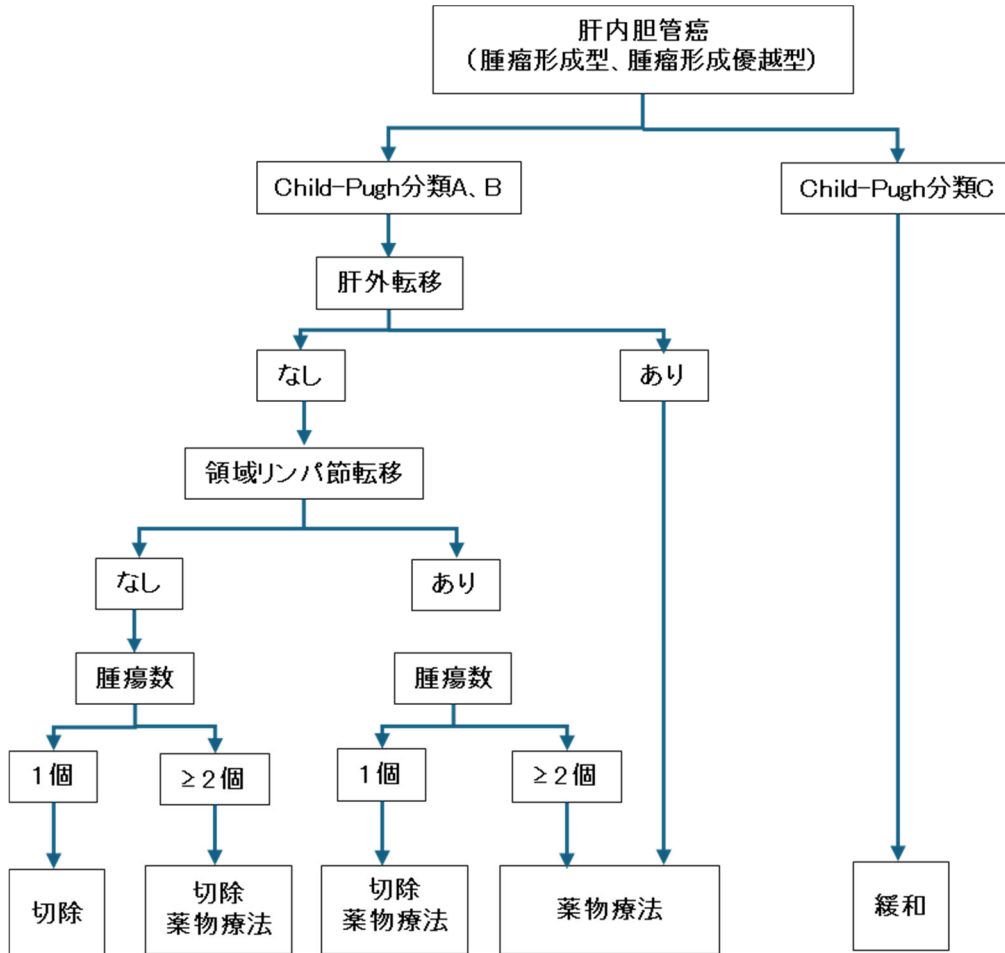 肝内胆管癌
（腫瘤形成型、腫瘤形成優越型）
Child-Pugh分類A、B
Child-Pugh分類C
肝外転移
なし
あり
領域リンパ節転移
なし
あり
腫瘍数
腫瘍数
1個
≥2個
1個
≥2個
切除
切除
薬物療法
切除
薬物療法
薬物療法
緩和